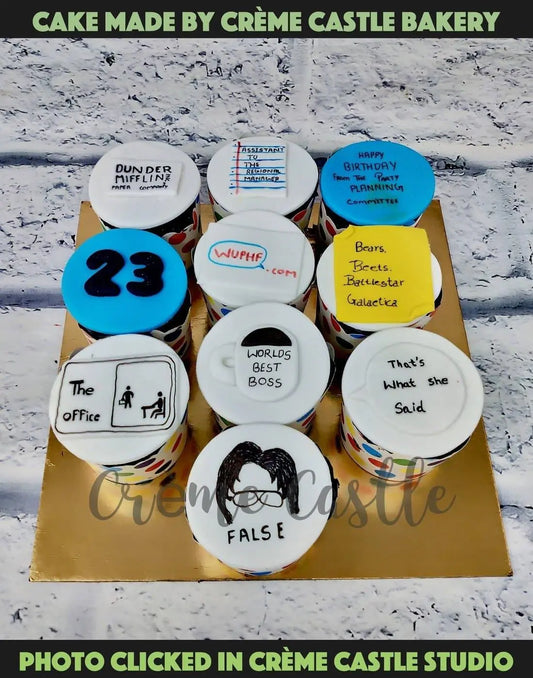 CAKE MADE BY CRÈME CASTLE BAKERY
DUNDER
MIFFLIN
PAPER COMPANY
ASSISTANT
TO
THE
REGIONAL
MANAGER
HAPPY
BIRTHDAY
FROM THE PARTY
PLANNING
COMMITTEE
23
WUPHF
.COM
Bears.
Beets.
Battlestar
Galactica
The
office
WORLDS
BEST
BOSS
That's
What she
Said
FALSE
Crème Castle
PHOTO CLICKED IN CRÈME CASTLE STUDIO